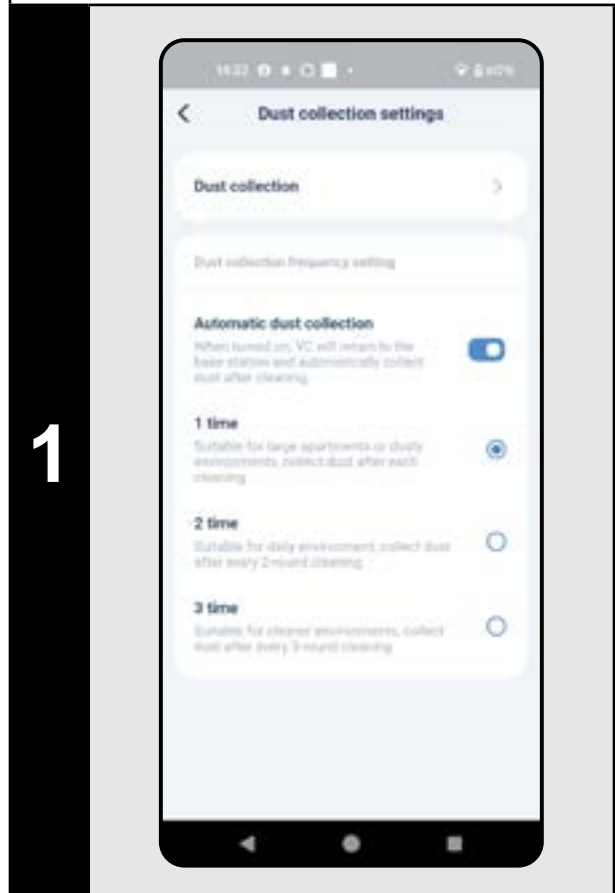 1
Dust collection settings
Dust collection
Dust collection frequency setting
Automatic dust collection
When turned on, VC will return to the
base station and automatically collect
dust after cleaning.
1 time
Suitable for large apartments or dusty
environments, collect dust after each
cleaning
2 time
Suitable for daily environment, collect dust
after every 2-round cleaning
3 time
Suitable for cleaner environments, collect
dust after every 3-round cleaning